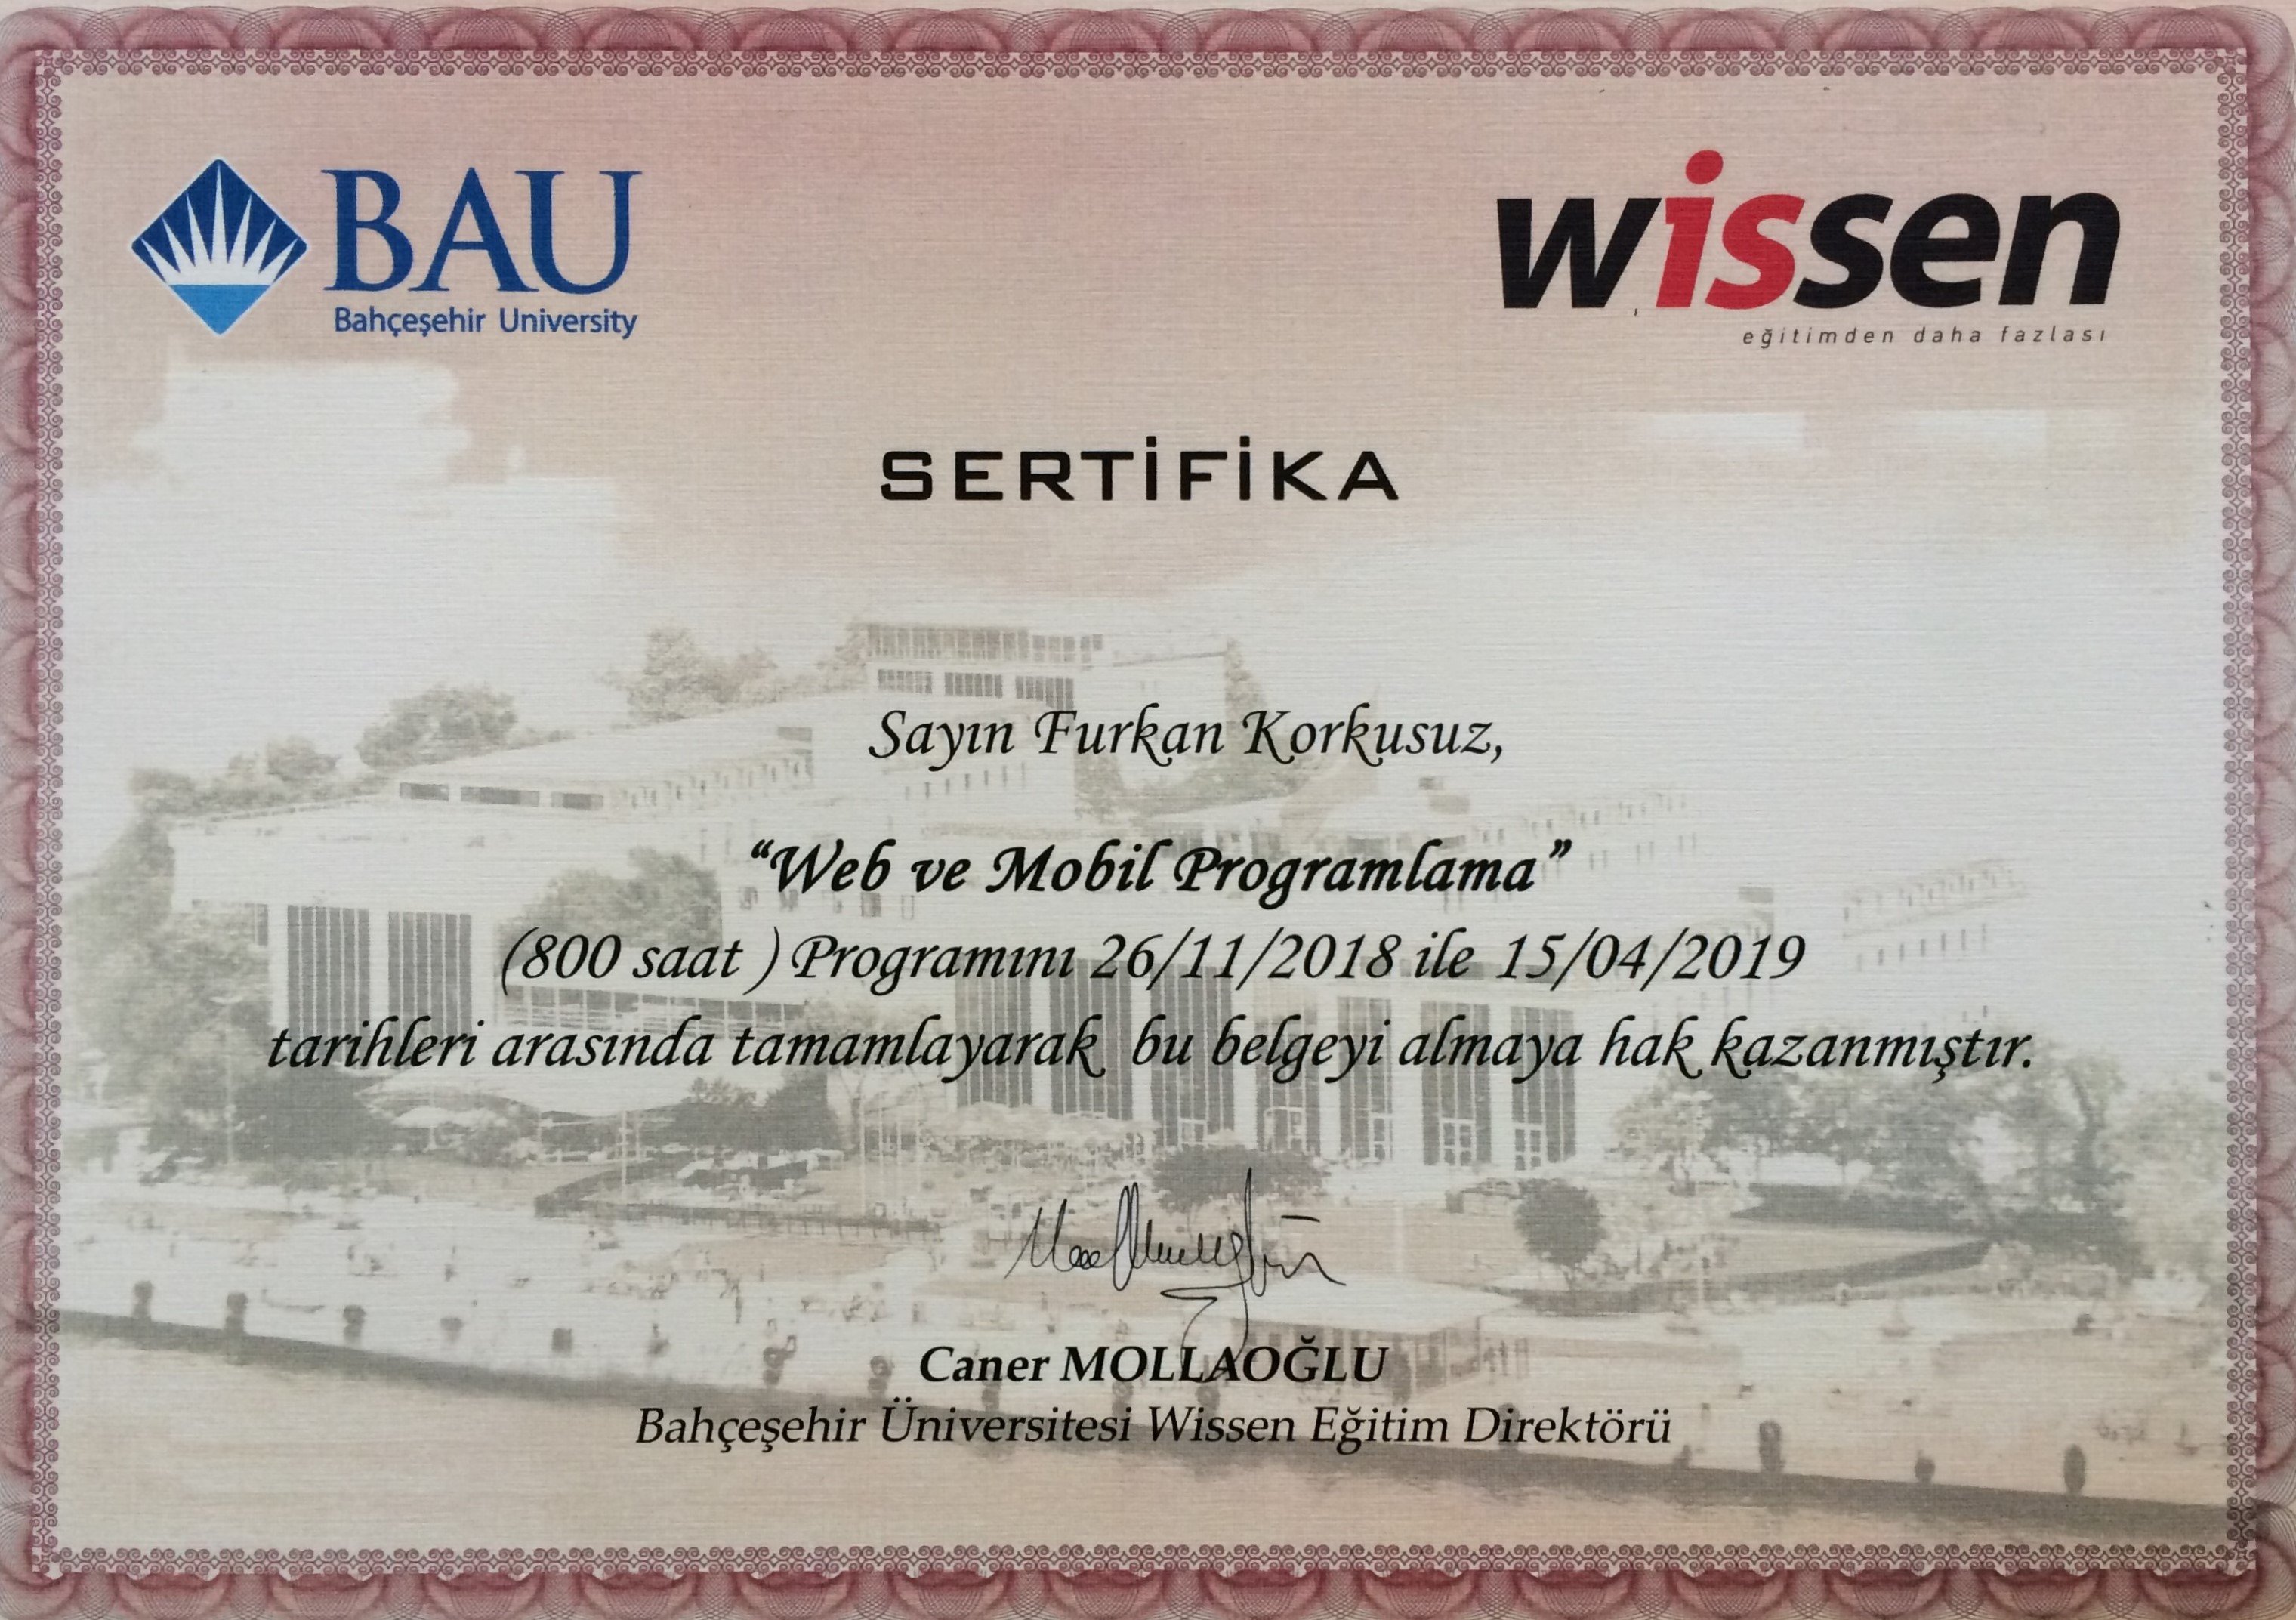 BAU
Bahçeşehir University
wissen
eğitimden daha fazlası
SERTİFİKA
Sayın Furkan Korkusuz,
“Web ve Mobil Programlama”
(800 saat ) Programını 26/11/2018 ile 15/04/2019
tarihleri arasında tamamlayarak bu belgeyi almaya hak kazanmıştır.
Caner MOLLAOĞLU
Bahçeşehir Üniversitesi Wissen Eğitim Direktörü